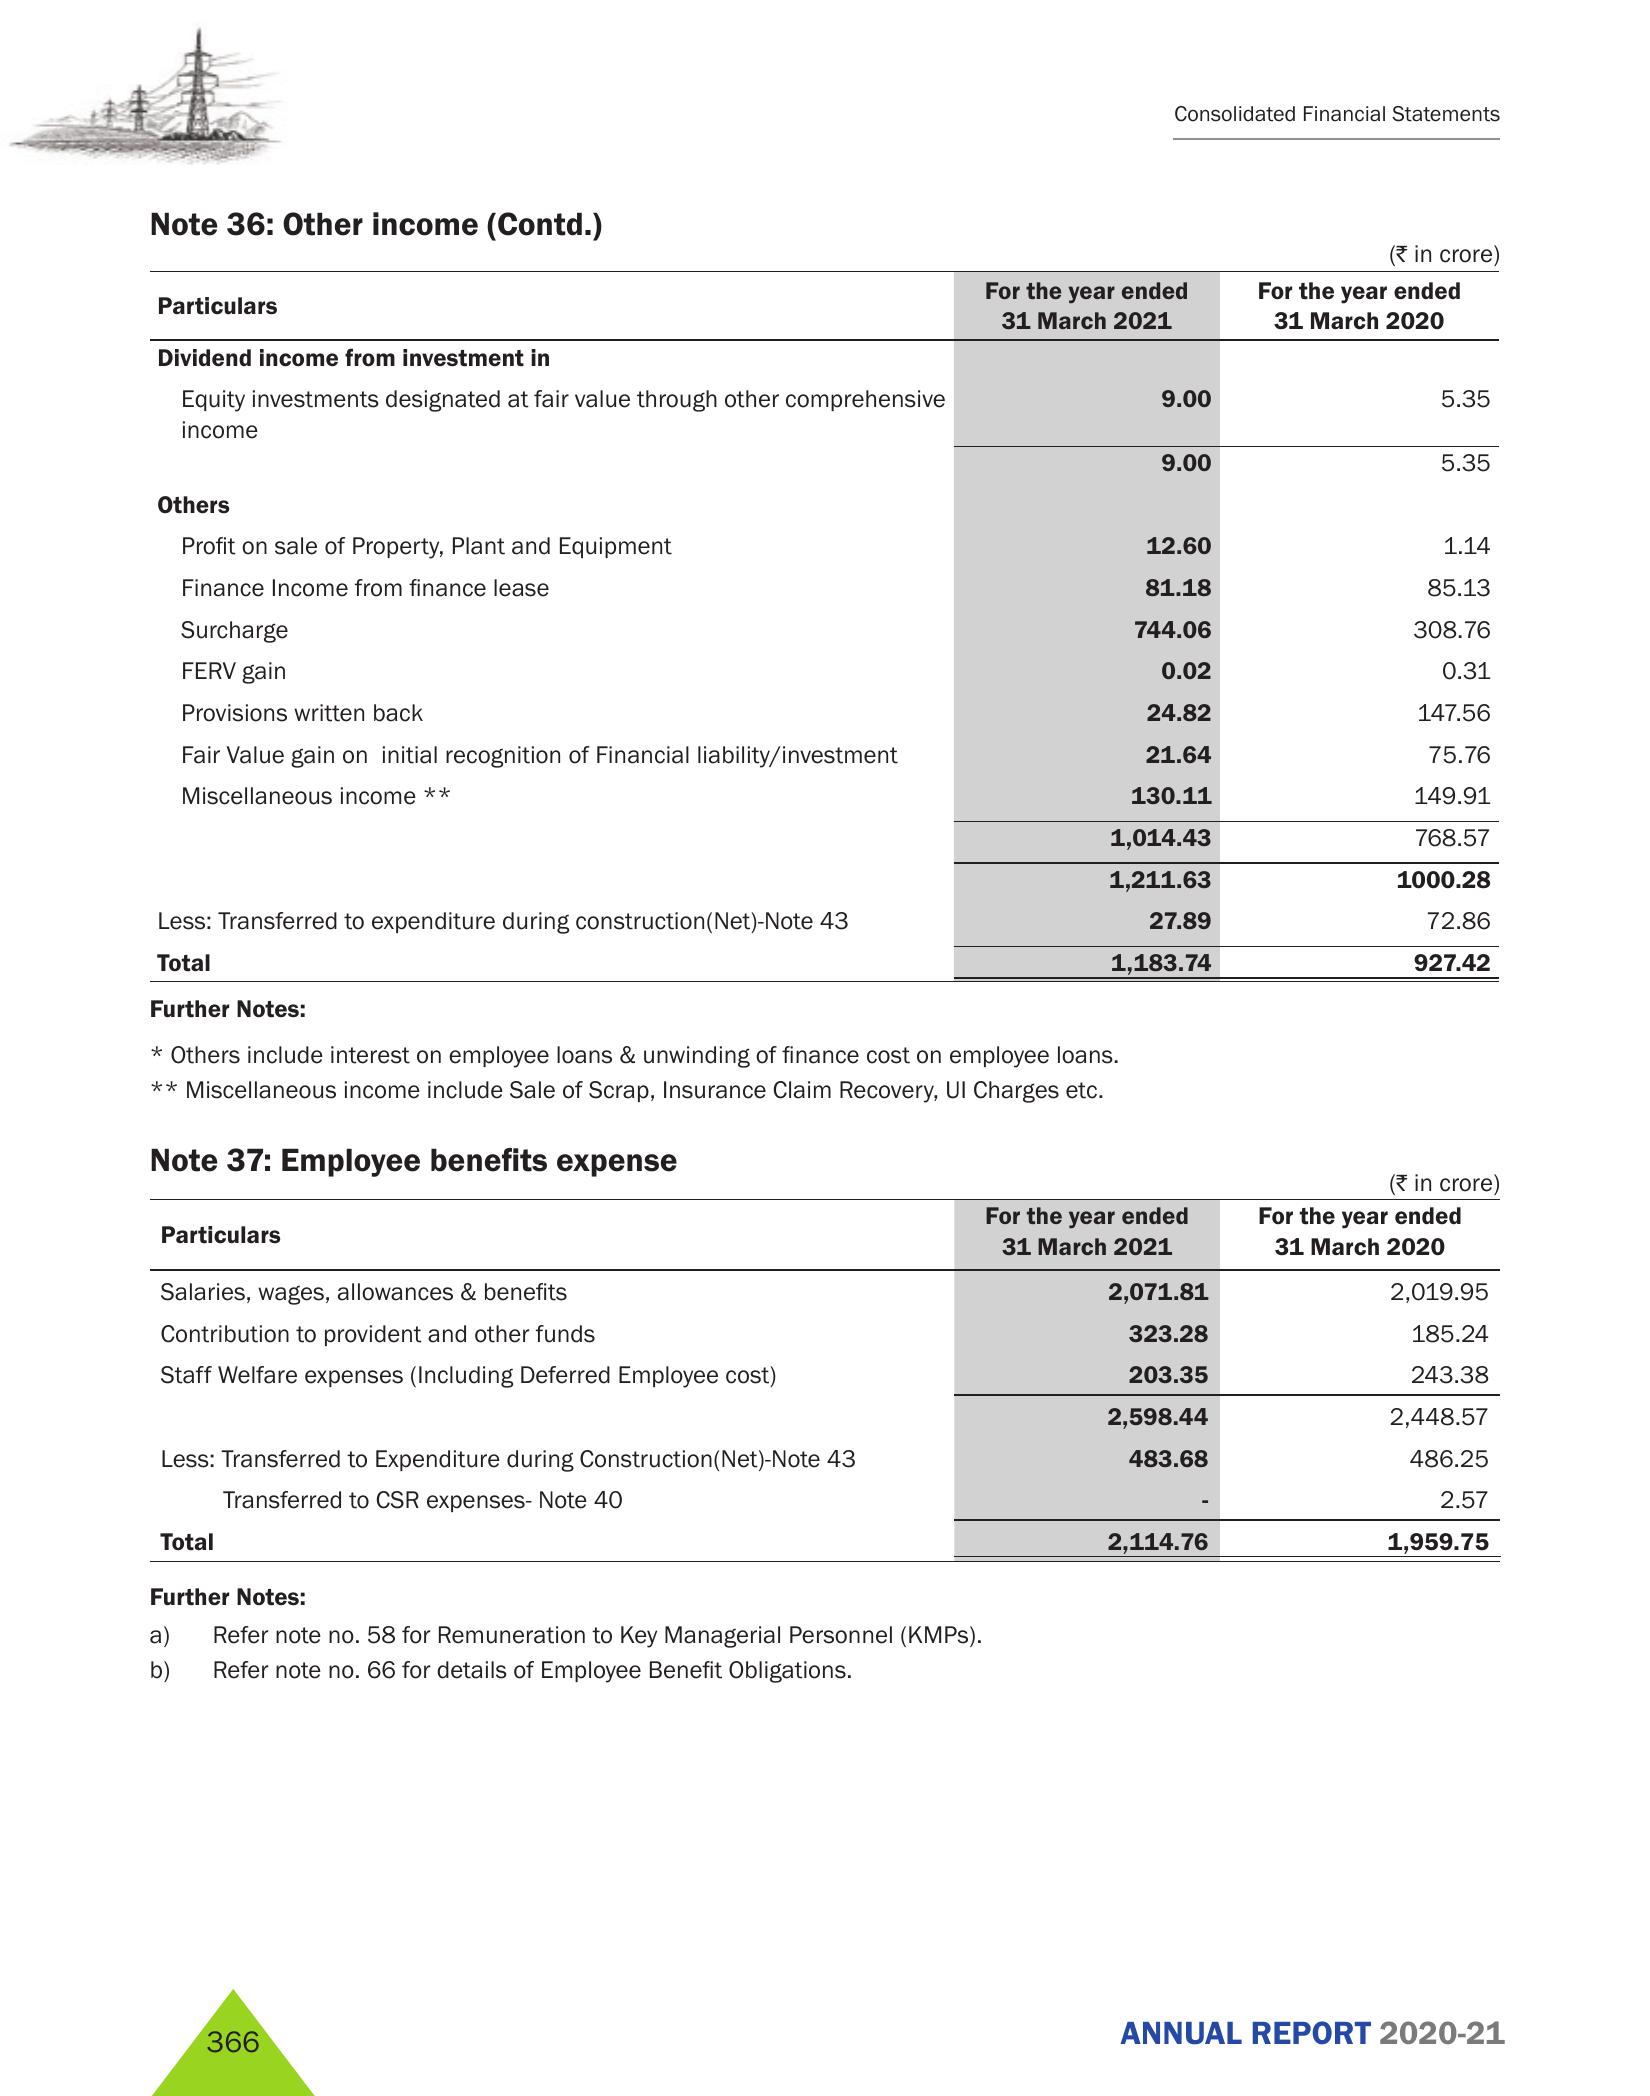 Consolidated Financial Statements
Note 36: Other income (Contd.)
(₹ in crore)
Particulars For the year ended 31 March 2021 For the year ended 31 March 2020
Dividend income from investment in
Equity investments designated at fair value through other comprehensive 9.00 5.35
income
9.00 5.35
Others
Profit on sale of Property, Plant and Equipment 12.60 1.14
Finance Income from finance lease 81.18 85.13
Surcharge 744.06 308.76
FERV gain 0.02 0.31
Provisions written back 24.82 147.56
Fair Value gain on  initial recognition of Financial liability/investment 21.64 75.76
Miscellaneous income ** 130.11 149.91
1,014.43 768.57
1,211.63 1000.28
Less: Transferred to expenditure during construction(Net)-Note 43 27.89 72.86
Total 1,183.74 927.42
Further Notes:
* Others include interest on employee loans & unwinding of finance cost on employee loans.
** Miscellaneous income include Sale of Scrap, Insurance Claim Recovery, UI Charges etc.
Note 37: Employee benefits expense
(₹ in crore)
Particulars For the year ended 31 March 2021 For the year ended 31 March 2020
Salaries, wages, allowances & benefits 2,071.81 2,019.95
Contribution to provident and other funds 323.28 185.24
Staff Welfare expenses (Including Deferred Employee cost) 203.35 243.38
2,598.44 2,448.57
Less: Transferred to Expenditure during Construction(Net)-Note 43 483.68 486.25
Transferred to CSR expenses- Note 40 - 2.57
Total 2,114.76 1,959.75
Further Notes:
a) Refer note no. 58 for Remuneration to Key Managerial Personnel (KMPs).
b) Refer note no. 66 for details of Employee Benefit Obligations.
366
ANNUAL REPORT 2020-21